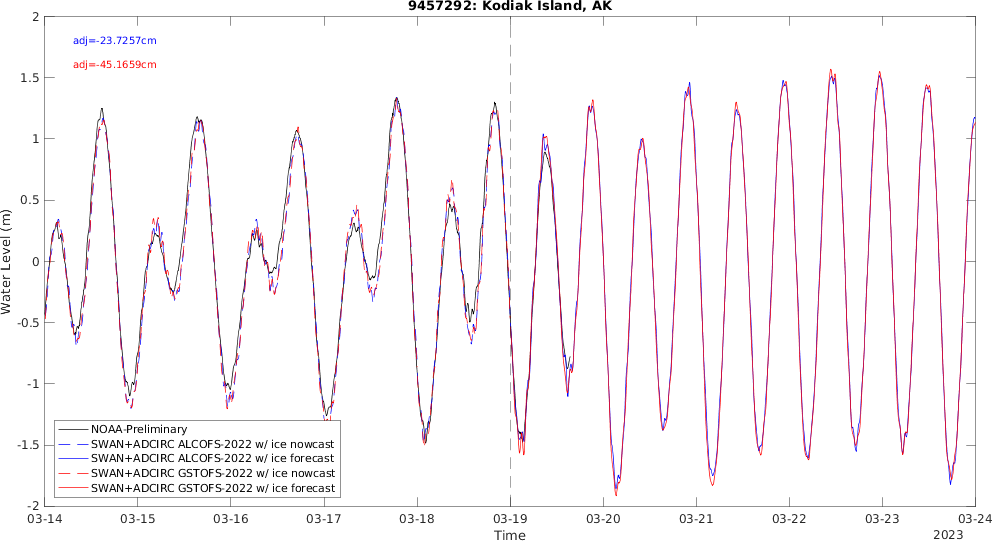 9457292: Kodiak Island, AK
adj=-23.7257cm
adj=-45.1659cm
Water Level (m)
2
1.5
1
0.5
0
-0.5
-1
-1.5
-2
NOAA-Preliminary
SWAN+ADCIRC ALCOFS-2022 w/ ice nowcast
SWAN+ADCIRC ALCOFS-2022 w/ ice forecast
SWAN+ADCIRC GSTOFS-2022 w/ ice nowcast
SWAN+ADCIRC GSTOFS-2022 w/ ice forecast
03-14 03-15 03-16 03-17 03-18 03-19 03-20 03-21 03-22 03-23 03-24
Time
2023